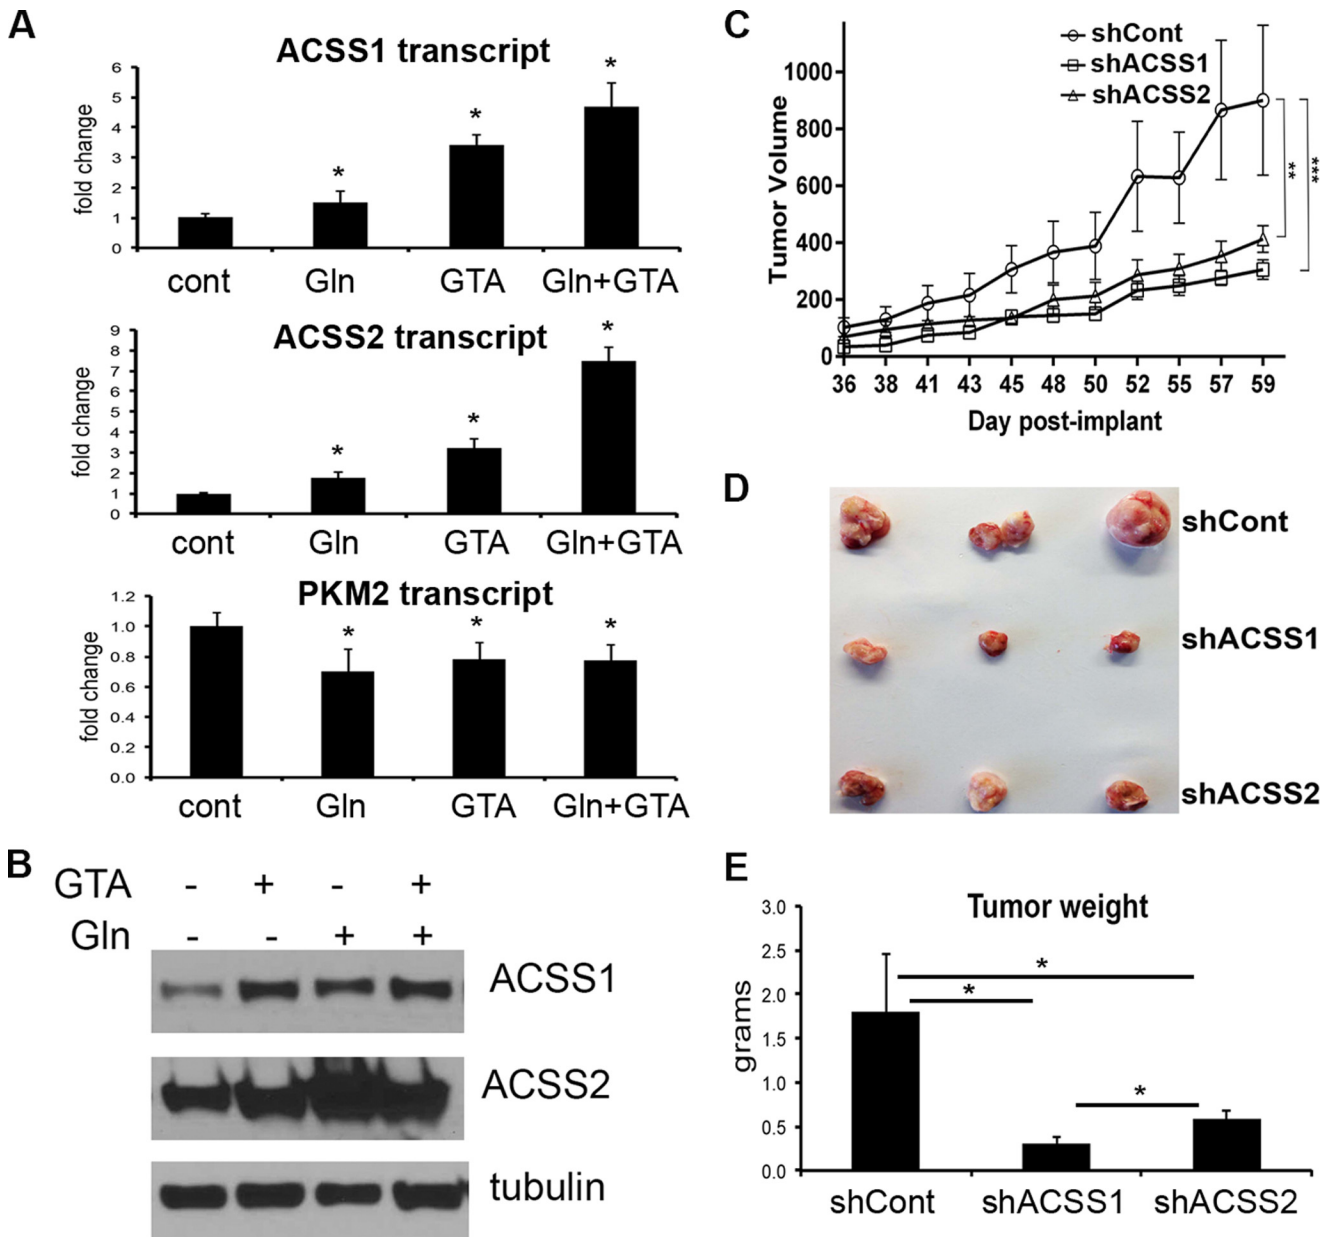 A
ACSS1 transcript
fold change
6
5
4
3
2
1
0
*
*
*
cont Gln GTA Gln+GTA
ACSS2 transcript
fold change
9
8
7
6
5
4
3
2
1
0
*
*
*
cont Gln GTA Gln+GTA
PKM2 transcript
fold change
1.2
1.0
0.8
0.6
0.4
0.2
0.0
* * *
cont Gln GTA Gln+GTA
B
GTA - + - +
Gln - - + +
ACSS1
ACSS2
tubulin
C
shCont
shACSS1
shACSS2
Tumor Volume
1000
800
600
400
200
0
**
***
36 38 41 43 45 48 50 52 55 57 59
Day post-implant
D
shCont
shACSS1
shACSS2
E
Tumor weight
grams
3.0
2.5
2.0
1.5
1.0
0.5
0.0
*
*
*
shCont shACSS1 shACSS2